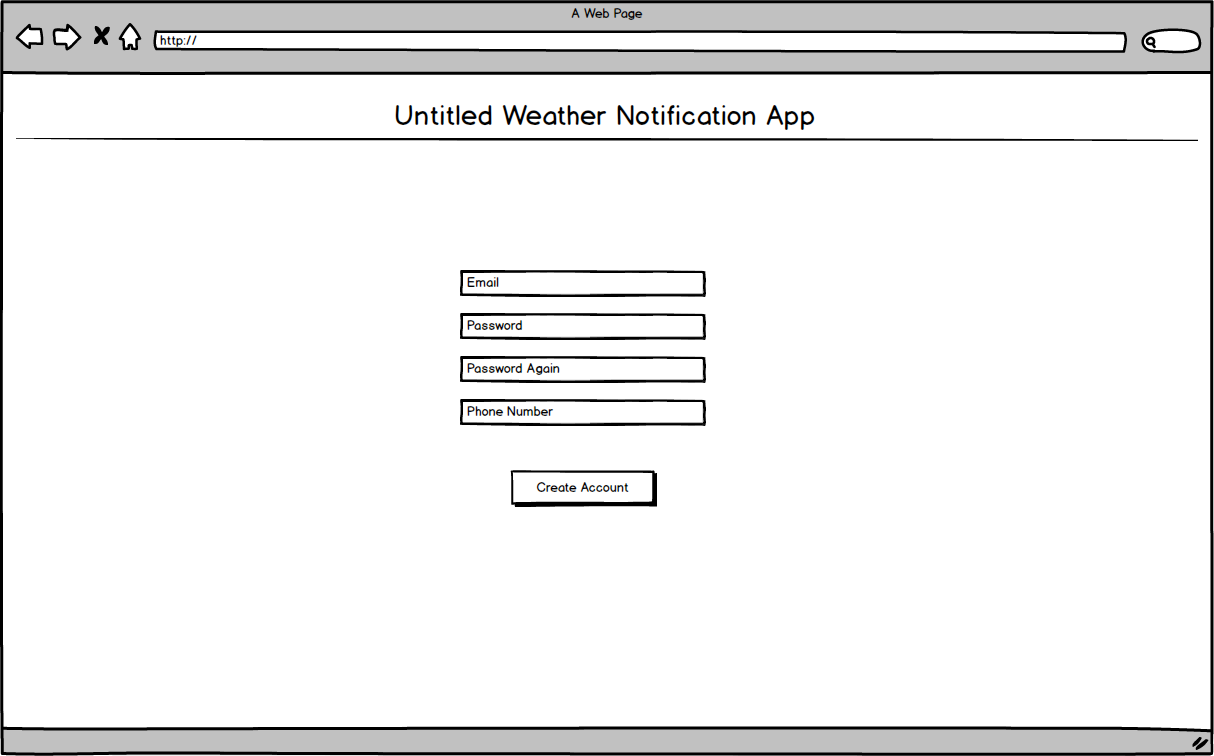 A Web Page
http://
Untitled Weather Notification App
Email
Password
Password Again
Phone Number
Create Account